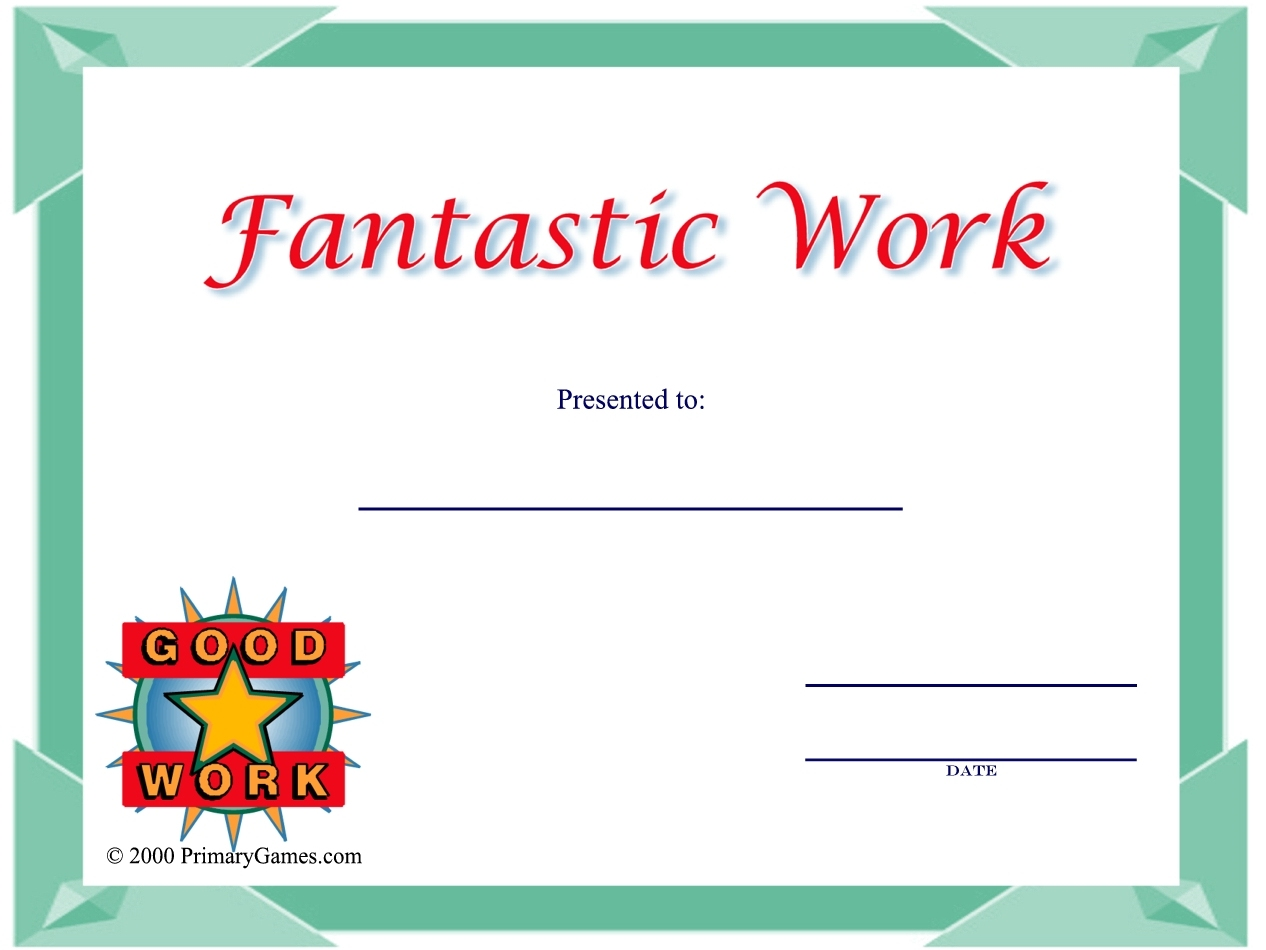 Fantastic Work
Presented to:
GOOD
WORK
DATE
© 2000 PrimaryGames.com